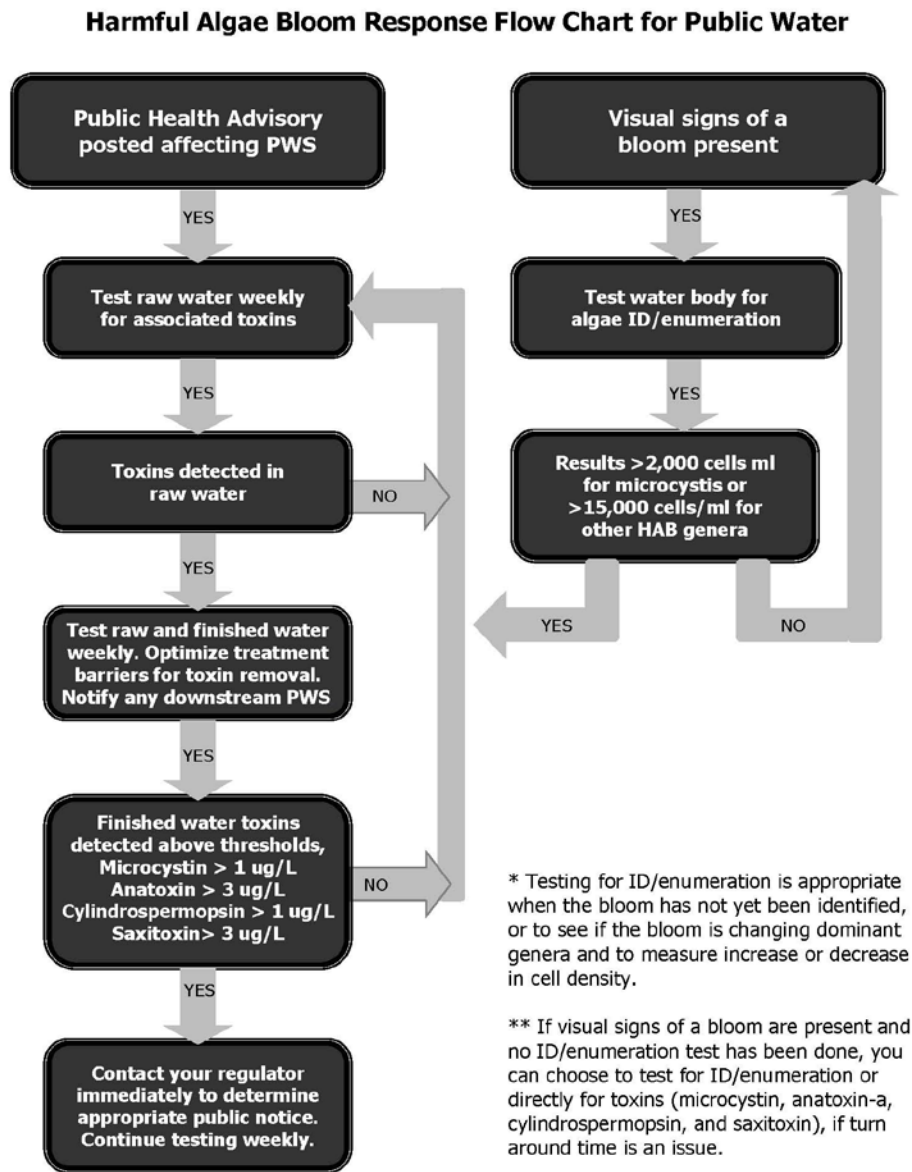 Harmful Algae Bloom Response Flow Chart for Public Water
Public Health Advisory
posted affecting PWS
YES
Test raw water weekly
for associated toxins
YES
Toxins detected in
raw water
NO
YES
Test raw and finished water
weekly. Optimize treatment
barriers for toxin removal.
Notify any downstream PWS
YES
Finished water toxins
detected above thresholds,
Microcystin > 1 ug/L
Anatoxin > 3 ug/L
Cylindrospermopsin > 1 ug/L
Saxitoxin> 3 ug/L
NO
YES
Contact your regulator
immediately to determine
appropriate public notice.
Continue testing weekly.
Visual signs of a
bloom present
YES
Test water body for
algae ID/enumeration
YES
Results >2,000 cells ml
for microcystis or
>15,000 cells/ml for
other HAB genera
YES
NO
* Testing for ID/enumeration is appropriate
when the bloom has not yet been identified,
or to see if the bloom is changing dominant
genera and to measure increase or decrease
in cell density.
** If visual signs of a bloom are present and
no ID/enumeration test has been done, you
can choose to test for ID/enumeration or
directly for toxins (microcystin, anatoxin-a,
cylindrospermopsin, and saxitoxin), if turn
around time is an issue.